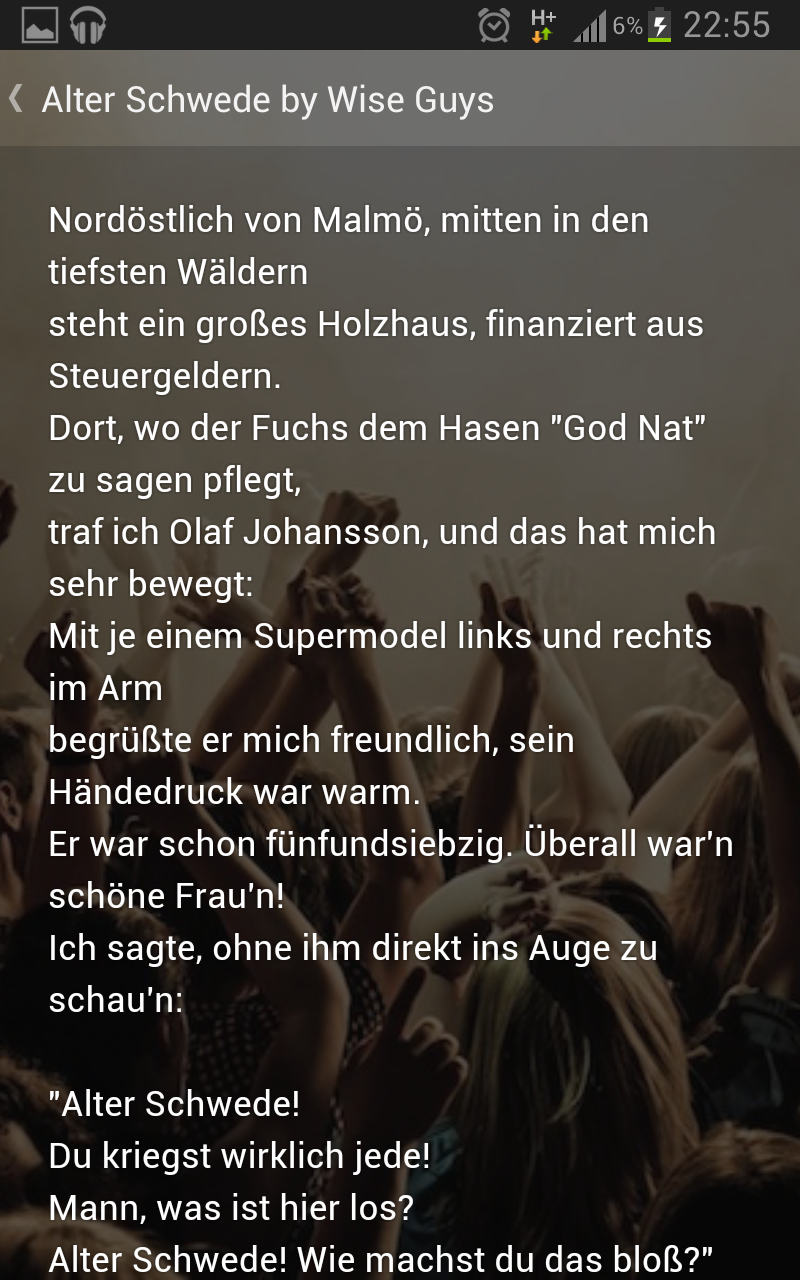 H+ 6% 22:55
Alter Schwede by Wise Guys
Nordöstlich von Malmö, mitten in den
tiefsten Wäldern
steht ein großes Holzhaus, finanziert aus
Steuergeldern.
Dort, wo der Fuchs dem Hasen "God Nat"
zu sagen pflegt,
traf ich Olaf Johansson, und das hat mich
sehr bewegt:
Mit je einem Supermodel links und rechts
im Arm
begrüßte er mich freundlich, sein
Händedruck war warm.
Er war schon fünfundsiebzig. Überall war'n
schöne Frau'n!
Ich sagte, ohne ihm direkt ins Auge zu
schau'n:
"Alter Schwede!
Du kriegst wirklich jede!
Mann, was ist hier los?
Alter Schwede! Wie machst du das bloß?"